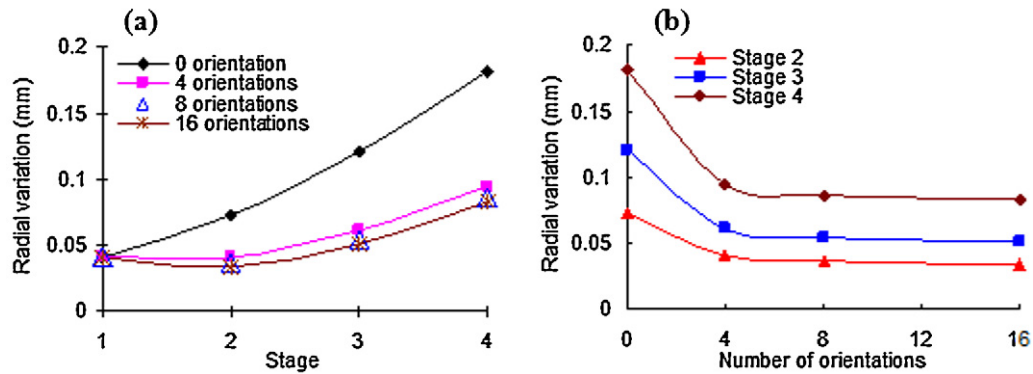 (a)
0.2
0.15
0.1
0.05
0
Radial variation (mm)
0 orientation
4 orientations
8 orientations
16 orientations
1
2
3
4
Stage
(b)
0.2
0.15
0.1
0.05
0
Radial variation (mm)
Stage 2
Stage 3
Stage 4
0
4
8
12
16
Number of orientations